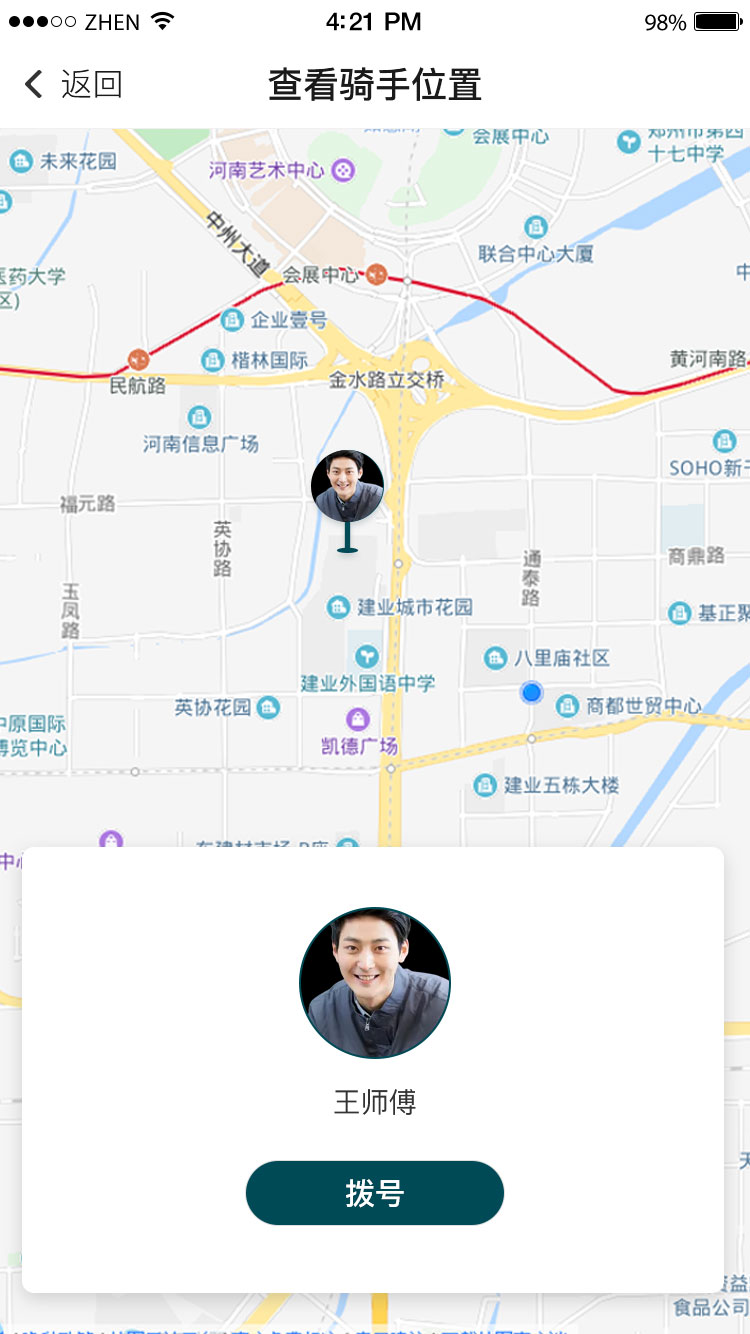 ZHEN 4:21 PM 98%
返回 查看骑手位置
会展中心
郑州市第四
十七中学
未来花园
河南艺术中心
中州大道
联合中心大厦
医药大学
区)
会展中心
企业壹号
楷林国际
黄河南路
民航路
金水路立交桥
河南信息广场
SOHO新干
福元路
英协路
通泰路
商鼎路
玉凤路
建业城市花园
基正聚
八里庙社区
建业外国语中学
英协花园
商都世贸中心
中原国际
博览中心
凯德广场
建业五栋大楼
中心
王师傅
拨号
食品公司